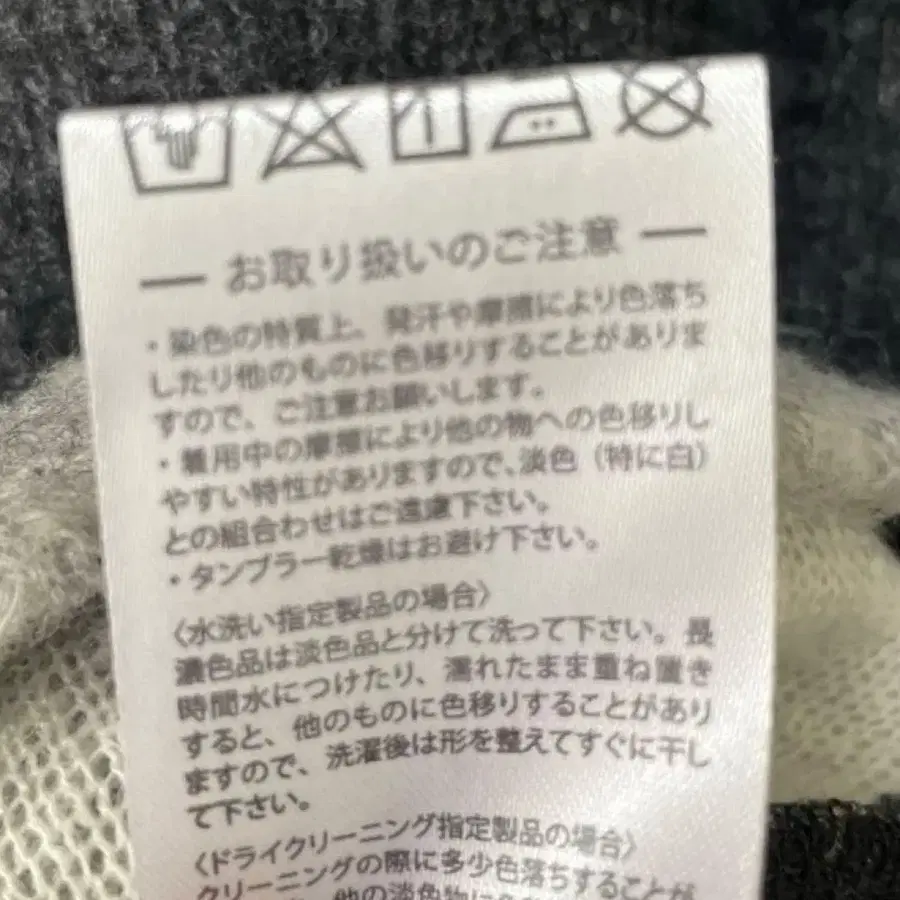 お取り扱いのご注意
・染色の特質上、発汗や摩擦により色落ち
したり他のものに色移りすることがありま
すので、ご注意お願いします。
・着用中の摩擦により他の物への色移りし
やすい特性がありますので、淡色（特に白）
との組合わせはご遠慮下さい。
・タンブラー乾燥はお避け下さい。
〈水洗い指定製品の場合〉
濃色品は淡色品と分けて洗って下さい。長
時間水につけたり、濡れたまま重ね置き
すると、他のものに色移りすることがあり
ますので、洗濯後は形を整えてすぐに干し
て下さい。
〈ドライクリーニング指定製品の場合〉
クリーニングの際に多少色落ちすることが
他の淡色物に